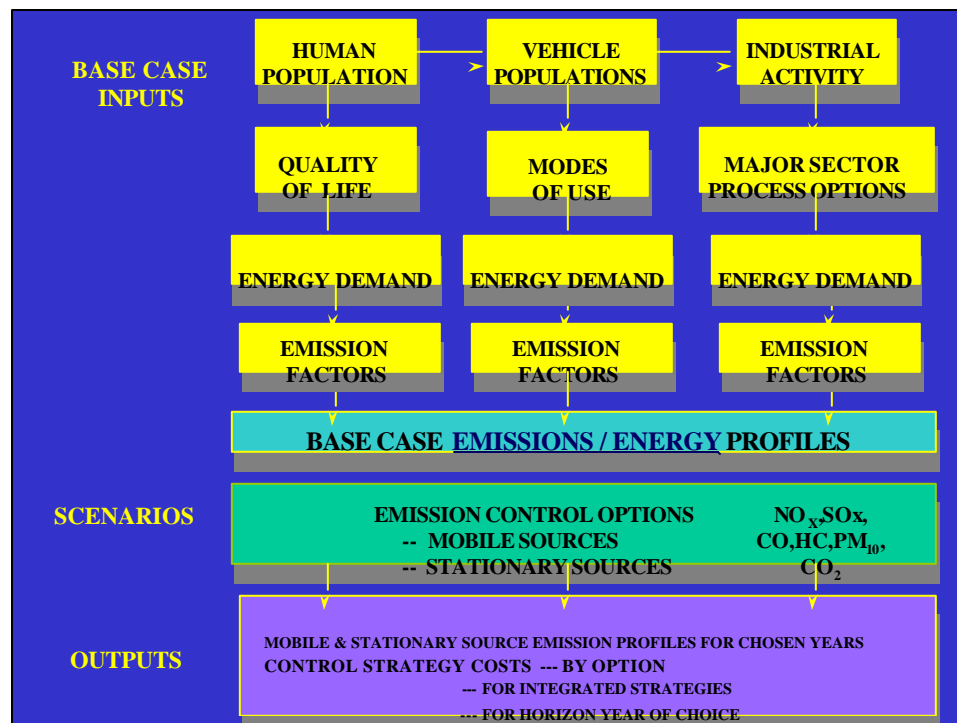 BASE CASE
INPUTS
HUMAN
POPULATION
VEHICLE
POPULATIONS
INDUSTRIAL
ACTIVITY
QUALITY
OF LIFE
MODES
OF USE
MAJOR SECTOR
PROCESS OPTIONS
ENERGY DEMAND
ENERGY DEMAND
ENERGY DEMAND
EMISSION
FACTORS
EMISSION
FACTORS
EMISSION
FACTORS
BASE CASE EMISSIONS / ENERGY PROFILES
SCENARIOS
EMISSION CONTROL OPTIONS
-- MOBILE SOURCES
-- STATIONARY SOURCES
NOX,SOx,
CO,HC,PM10,
CO2
OUTPUTS
MOBILE & STATIONARY SOURCE EMISSION PROFILES FOR CHOSEN YEARS
CONTROL STRATEGY COSTS --- BY OPTION
--- FOR INTEGRATED STRATEGIES
--- FOR HORIZON YEAR OF CHOICE